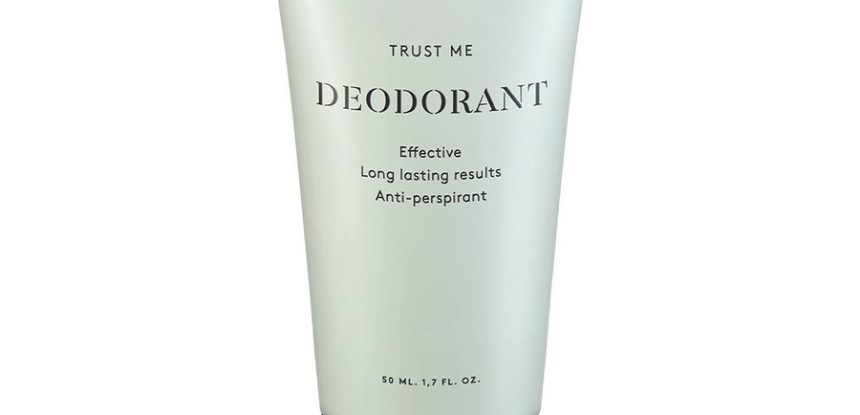 TRUST ME
DEODORANT
Effective
Long lasting results
Anti-perspirant
50 ML. 1,7 FL. OZ.